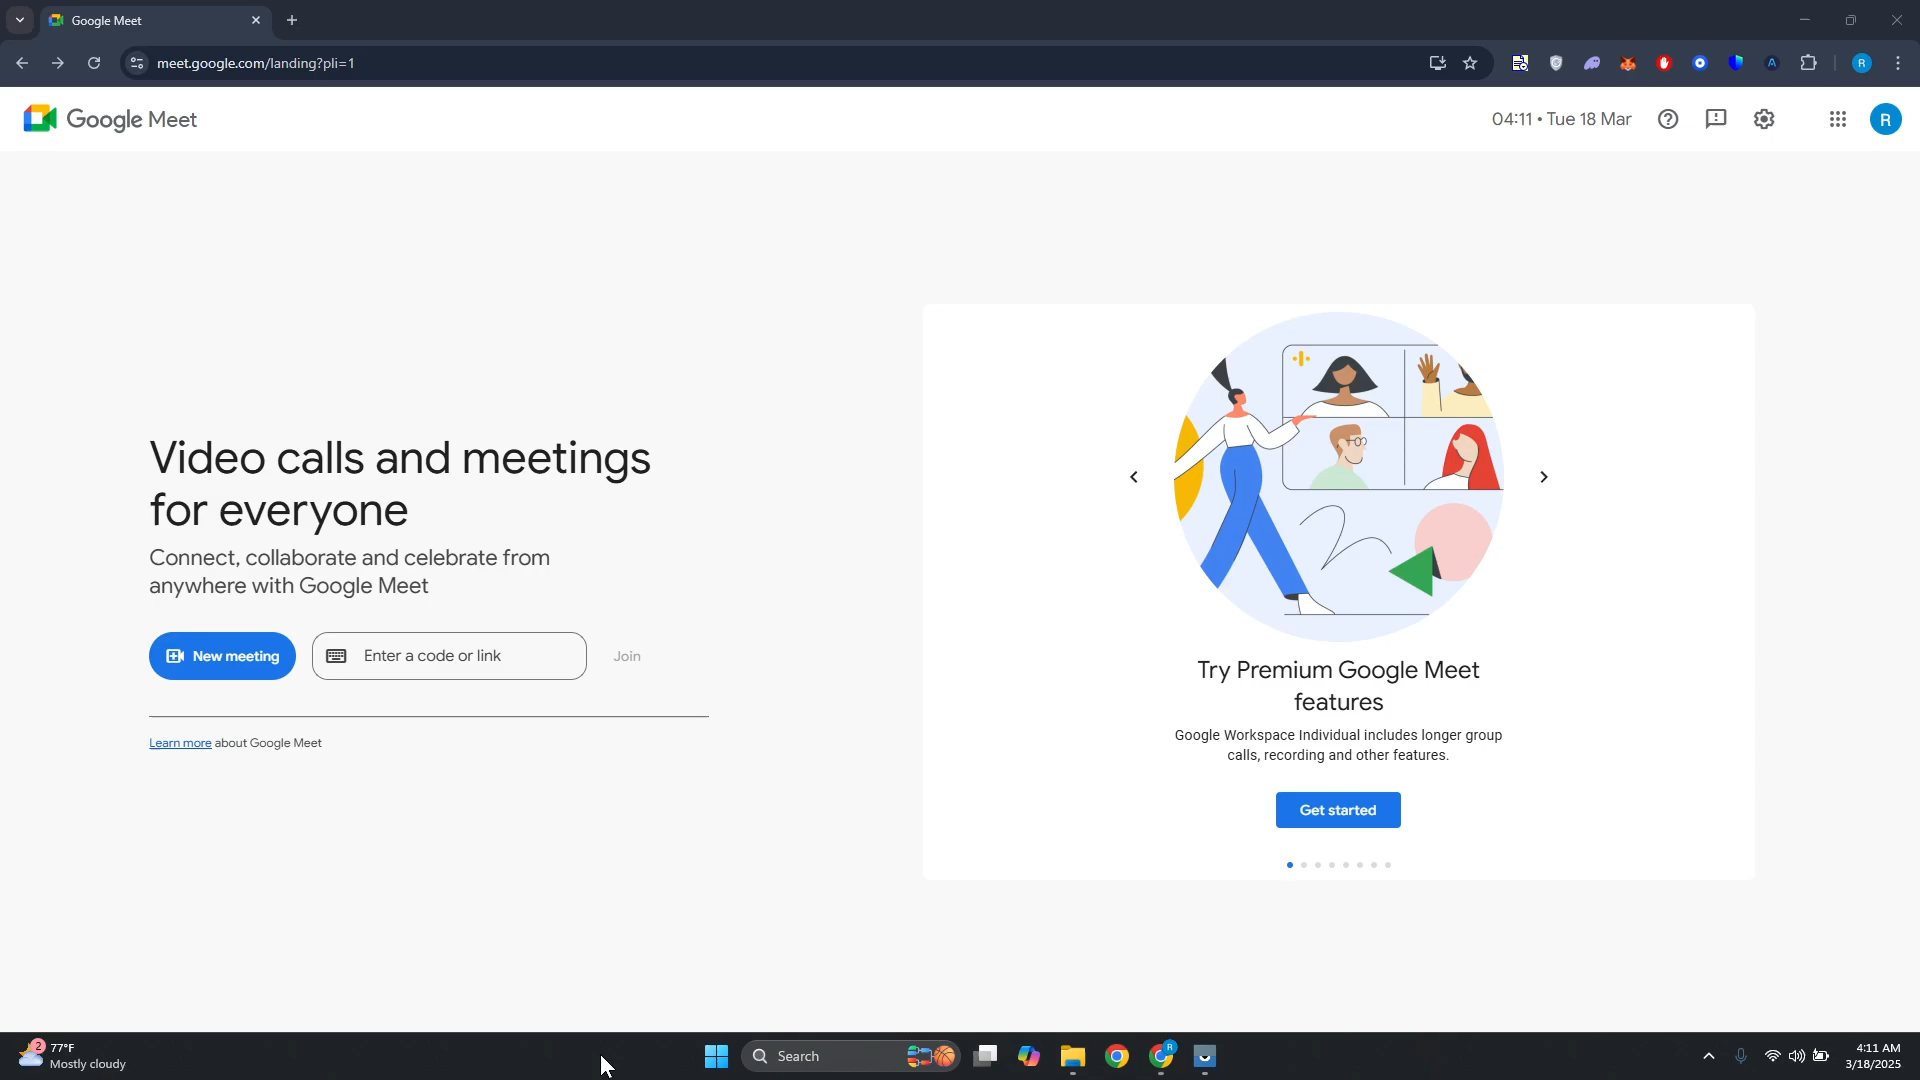 Google Meet
meet.google.com/landing?pli=1
R
Google Meet
04:11 • Tue 18 Mar
R
Video calls and meetings
for everyone
Connect, collaborate and celebrate from
anywhere with Google Meet
New meeting
Enter a code or link
Join
Learn more about Google Meet
Try Premium Google Meet
features
Google Workspace Individual includes longer group
calls, recording and other features.
Get started
2
77°F
Mostly cloudy
Search
R
4:11 AM
3/18/2025